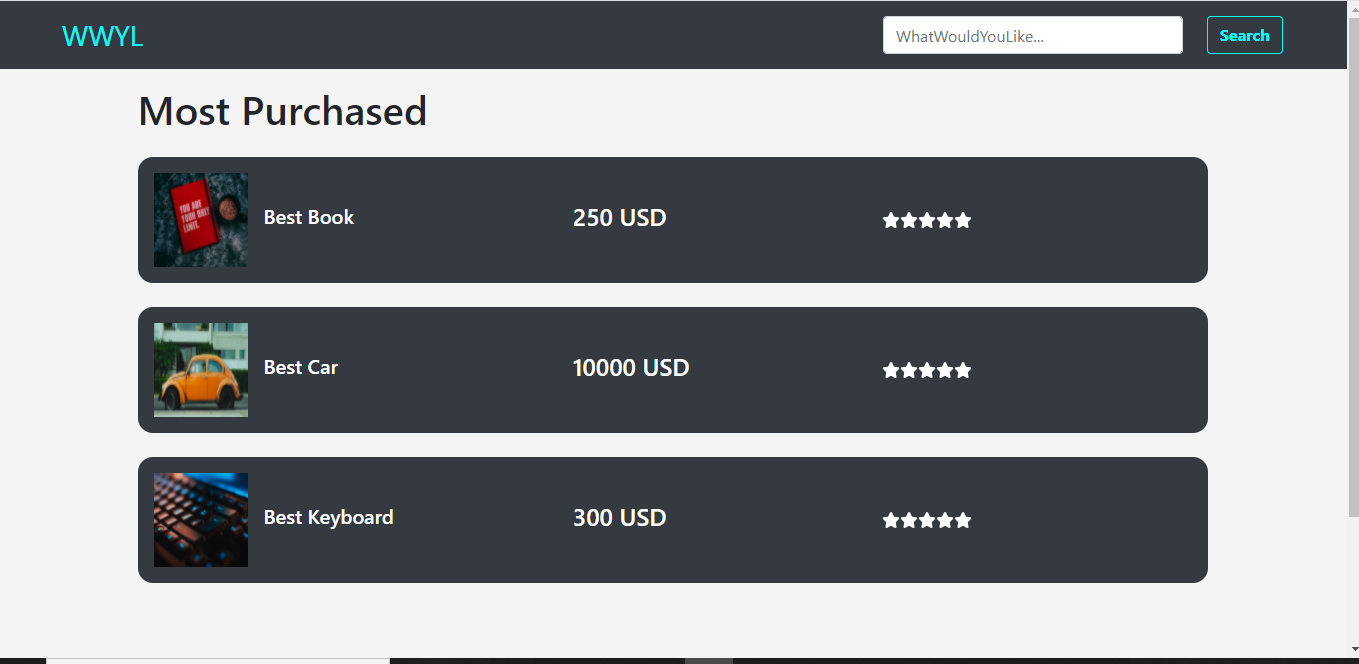 WWYL
WhatWouldYouLike...
Search
Most Purchased
YOU ARE
YOUR ONLY
LIMIT.
Best Book
250 USD
Best Car
10000 USD
Best Keyboard
300 USD